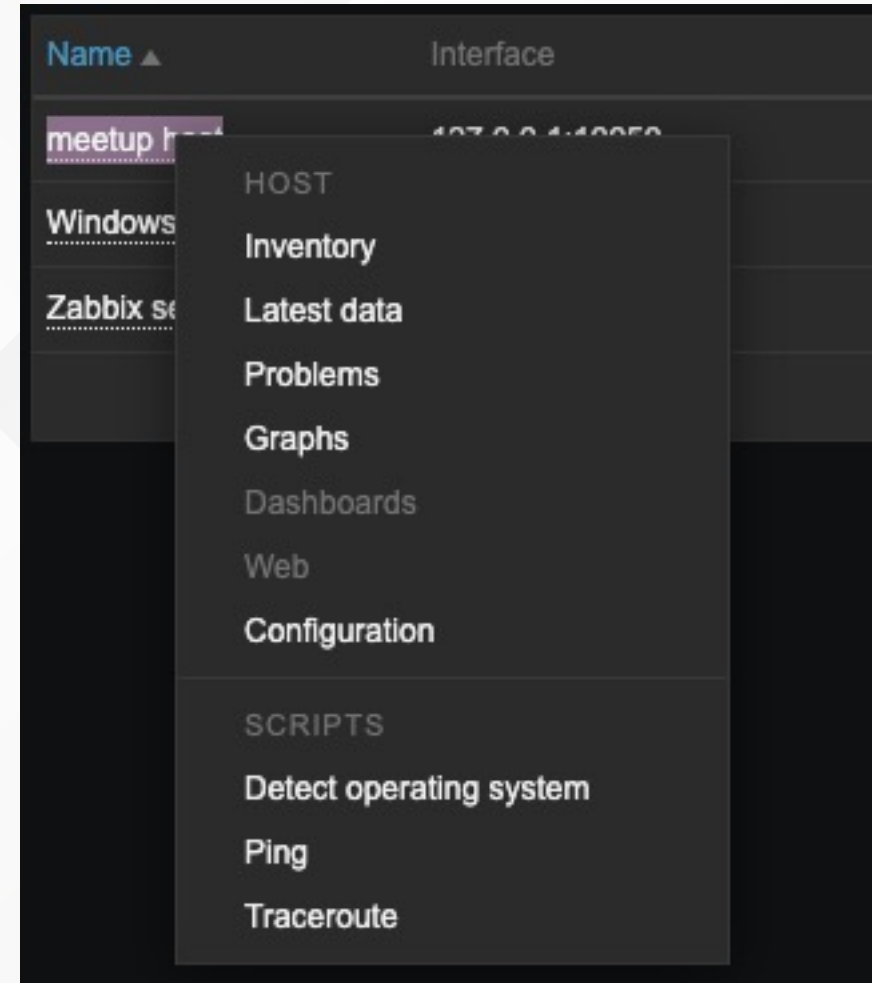 Name ▲ Interface
meetup
HOST
Windows
Inventory
Zabbix
Latest data
Problems
Graphs
Dashboards
Web
Configuration
SCRIPTS
Detect operating system
Ping
Traceroute